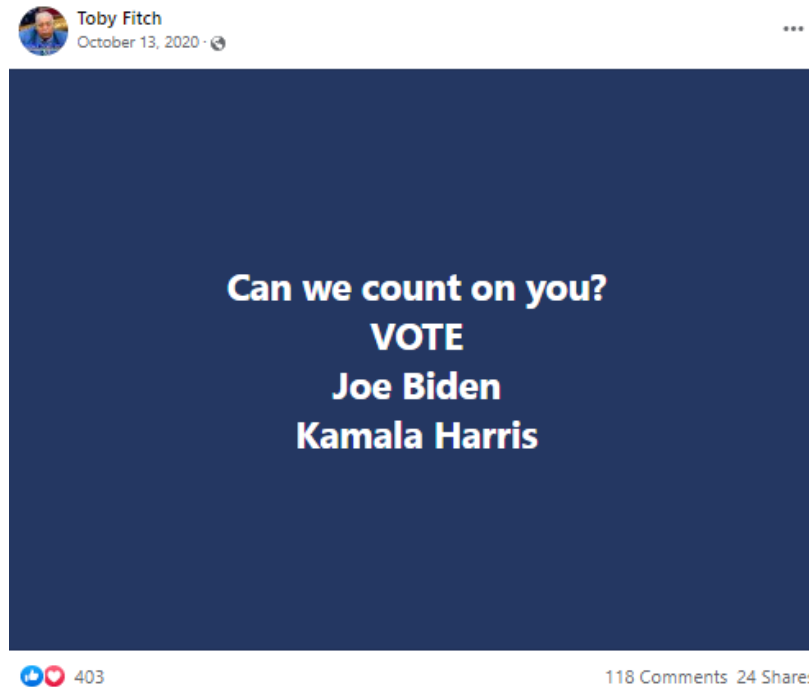 Toby Fitch
October 13, 2020 ·
Can we count on you?
VOTE
Joe Biden
Kamala Harris
403
118 Comments 24 Shares